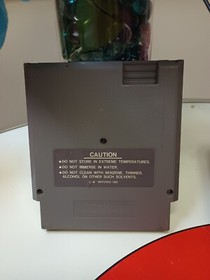 CAUTION
•DO NOT STORE IN EXTREME TEMPERATURES.
•DO NOT IMMERSE IN WATER.
•DO NOT CLEAN WITH BENZENE, THINNER,
ALCOHOL OR OTHER SUCH SOLVENTS.